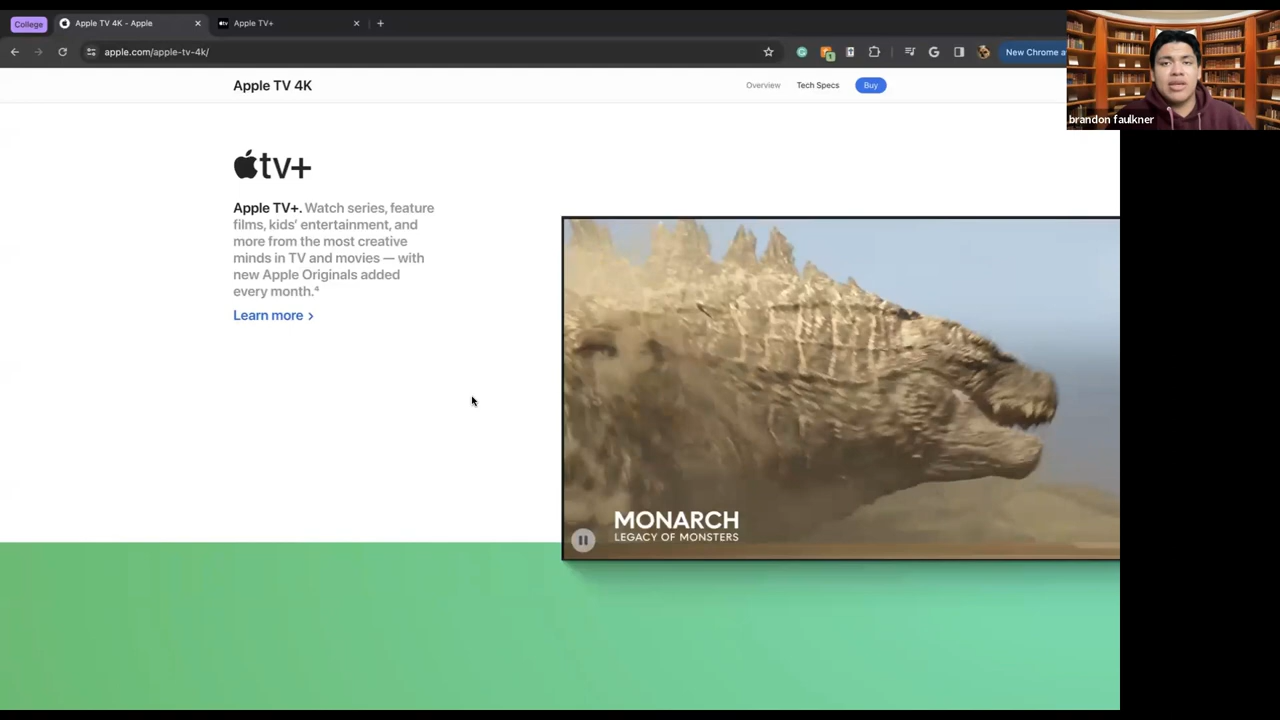 College
Apple TV 4K - Apple
Apple TV+
apple.com/apple-tv-4k/
New Chrome a
brandon faulkner
Apple TV 4K
Overview
Tech Specs
Buy
tv+
Apple TV+. Watch series, feature
films, kids' entertainment, and
more from the most creative
minds in TV and movies — with
new Apple Originals added
every month.⁴
Learn more >
MONARCH
LEGACY OF MONSTERS